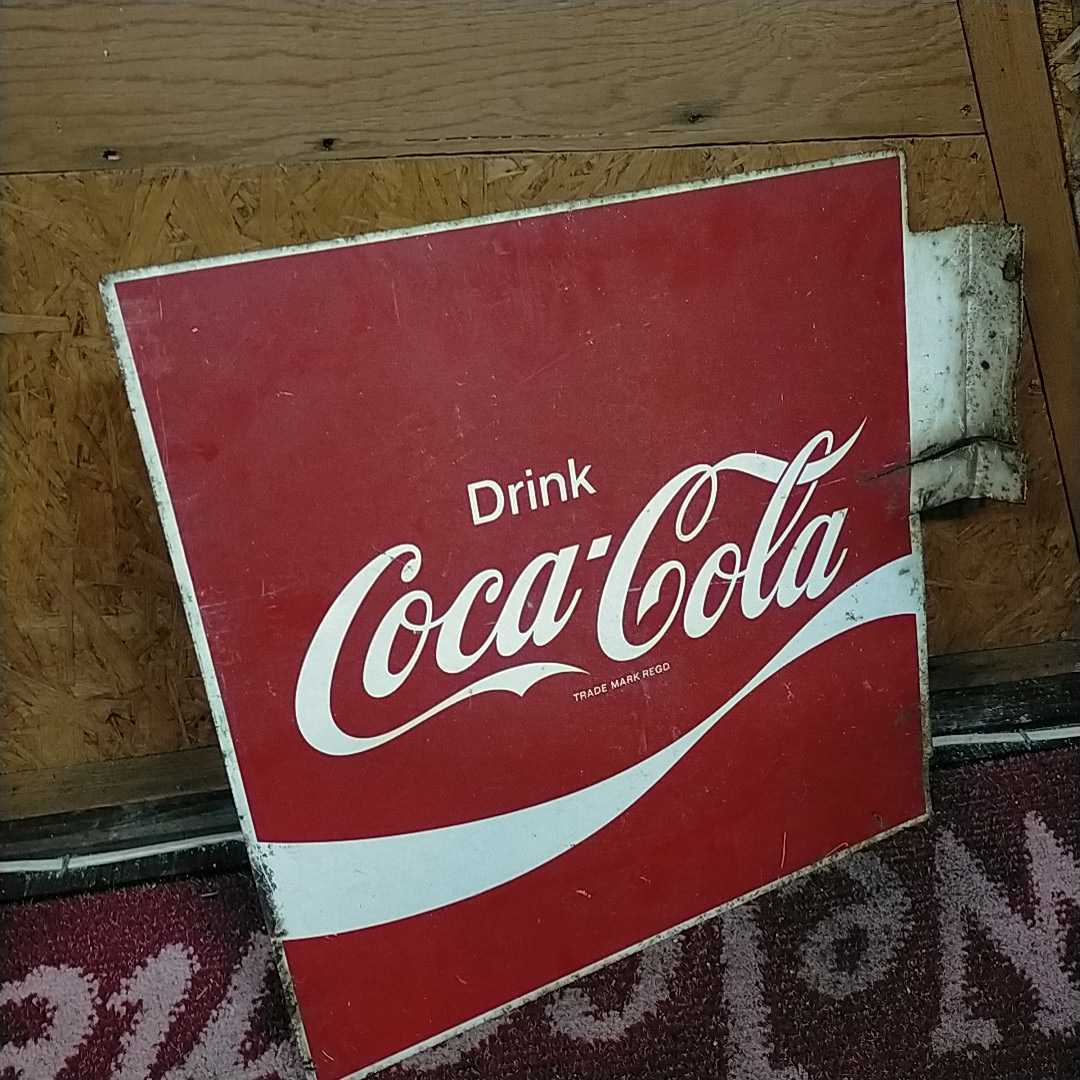 Drink
Coca-Cola
TRADE MARK REGD